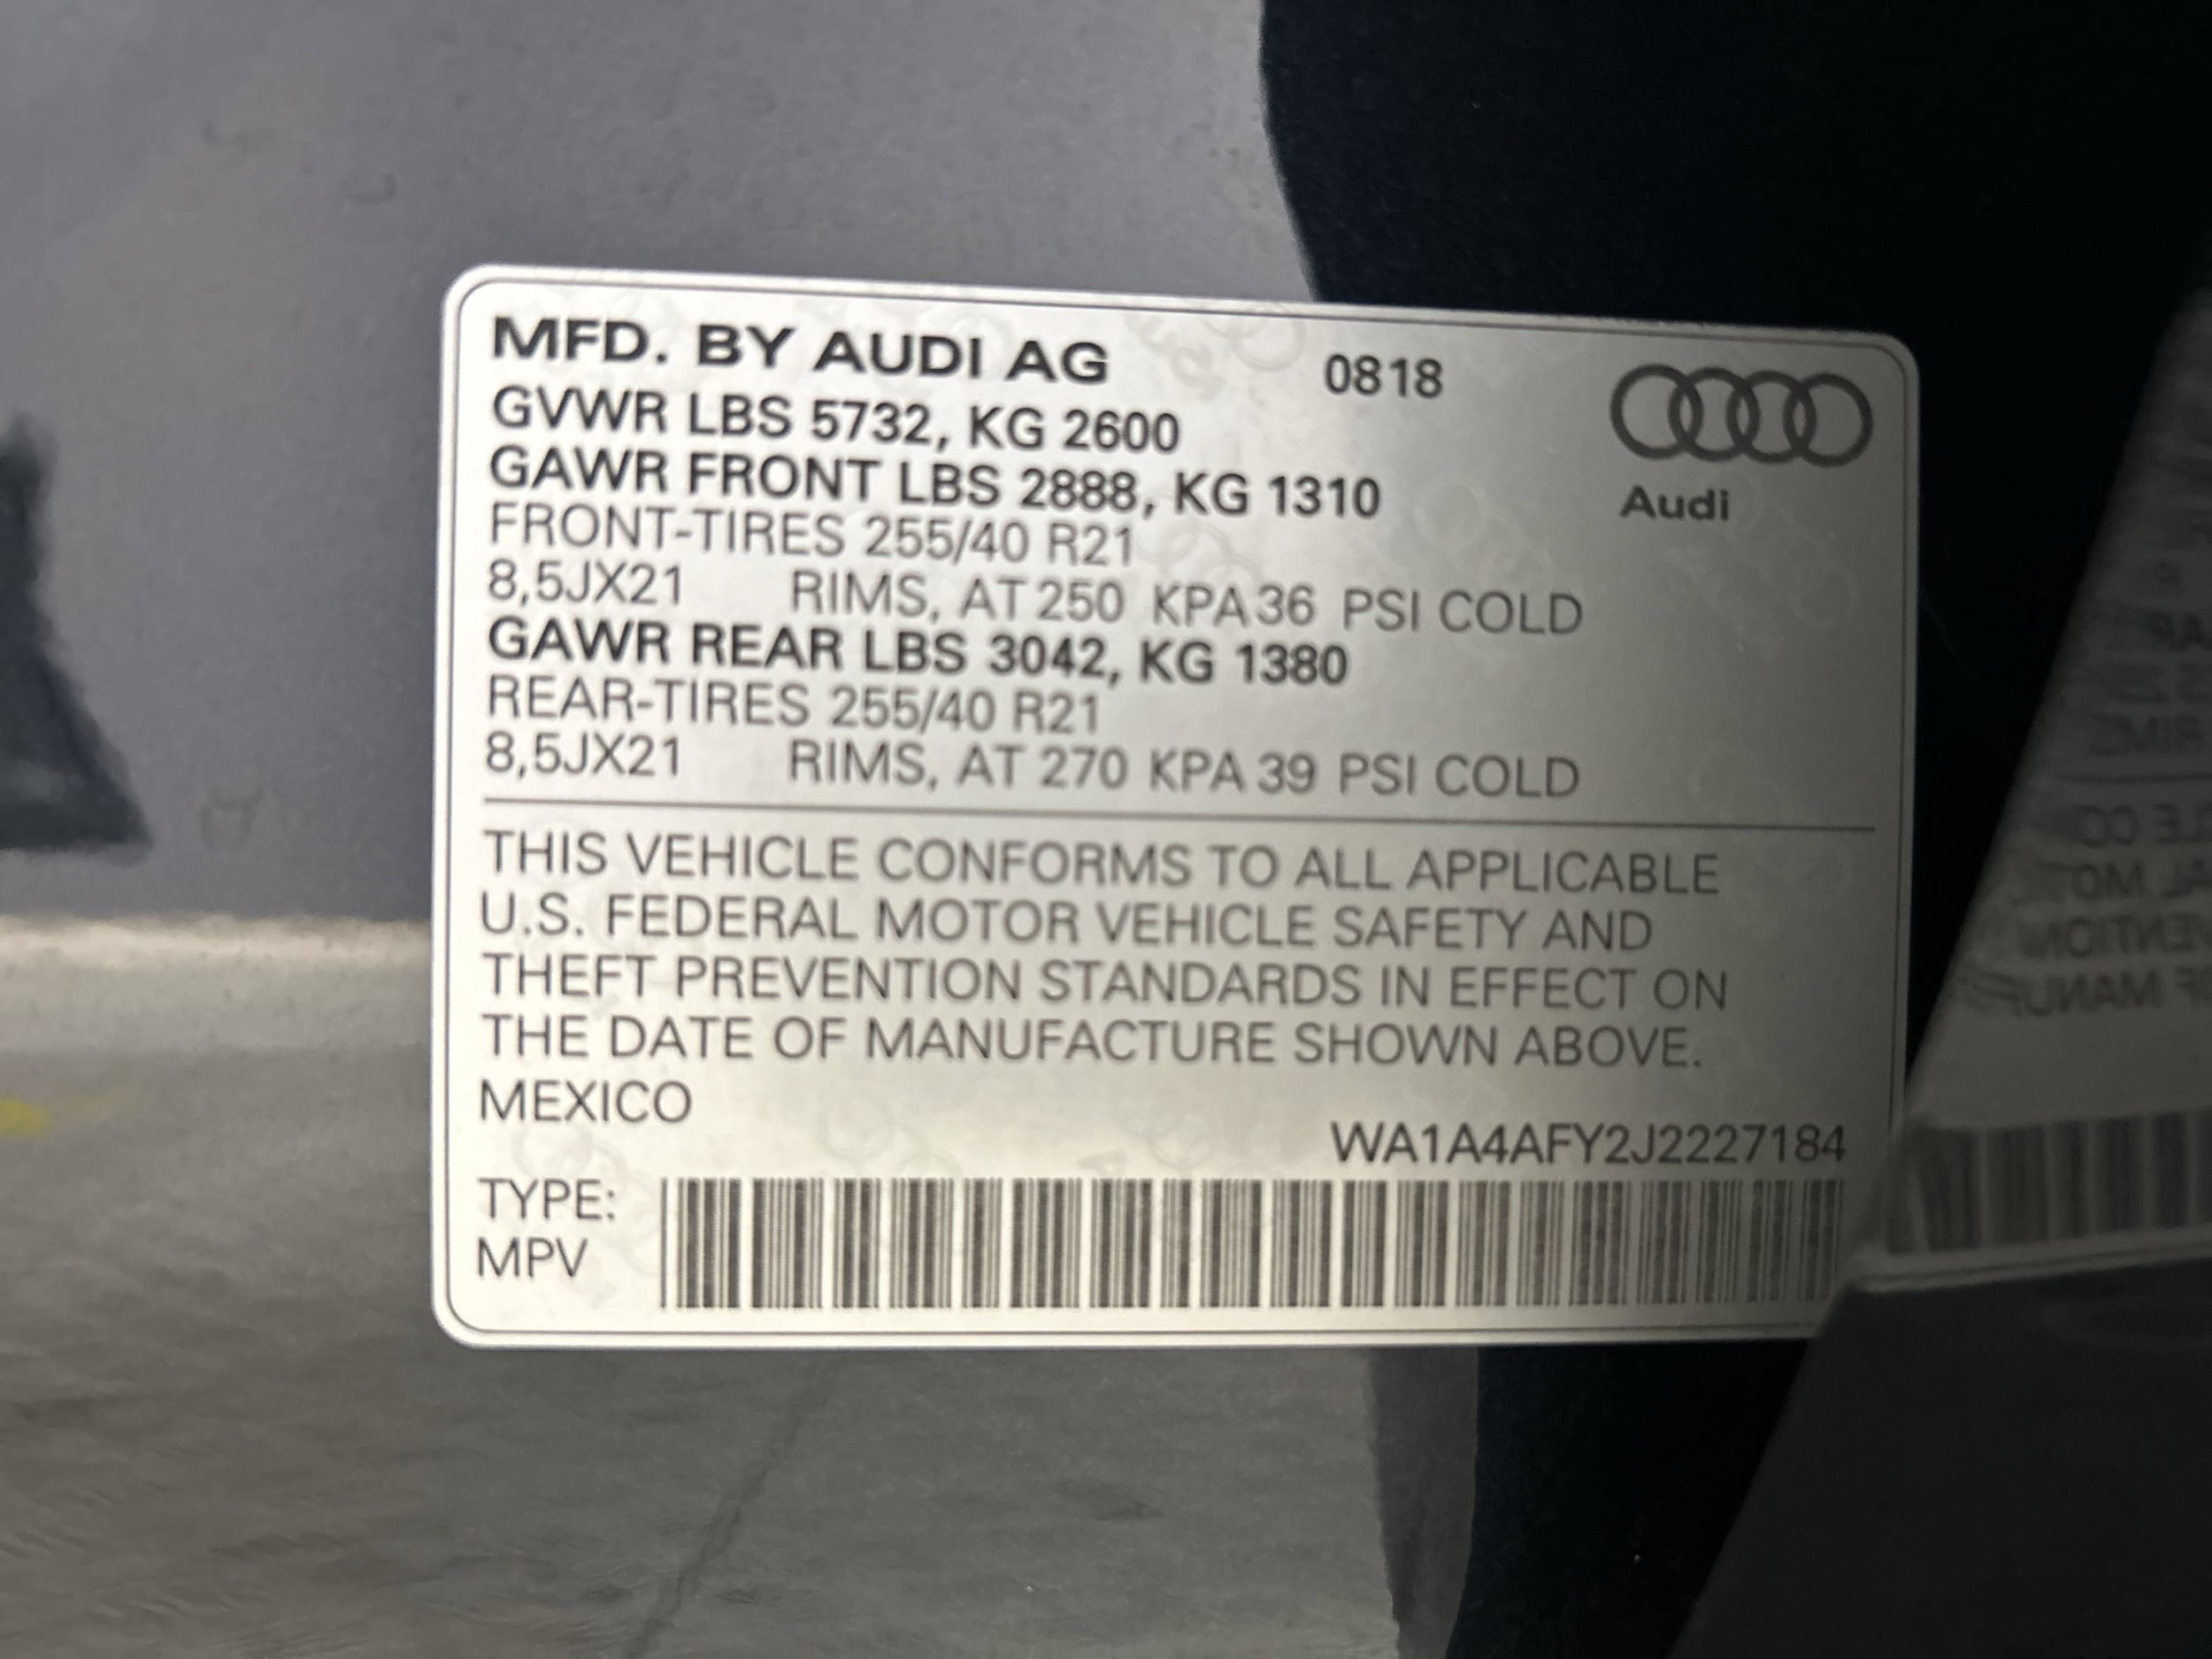 MFD. BY AUDI AG 0818
GVWR LBS 5732, KG 2600
GAWR FRONT LBS 2888, KG 1310
Audi
FRONT-TIRES 255/40 R21
8,5JX21 RIMS, AT 250 KPA 36 PSI COLD
GAWR REAR LBS 3042, KG 1380
REAR-TIRES 255/40 R21
8,5JX21 RIMS, AT 270 KPA 39 PSI COLD
THIS VEHICLE CONFORMS TO ALL APPLICABLE
U.S. FEDERAL MOTOR VEHICLE SAFETY AND
THEFT PREVENTION STANDARDS IN EFFECT ON
THE DATE OF MANUFACTURE SHOWN ABOVE.
MEXICO
WA1A4AFY2J2227184
TYPE:
MPV